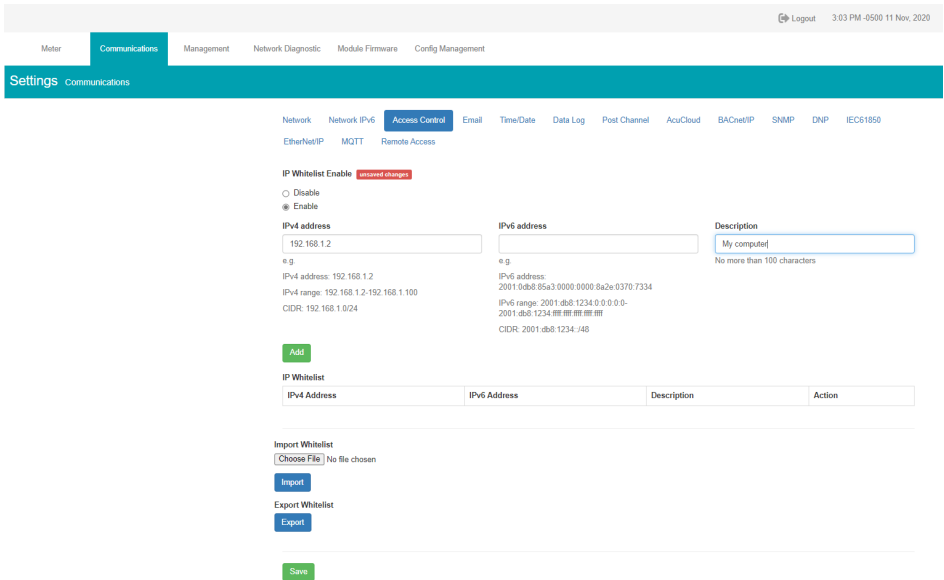 Logout 3:03 PM -0500 11 Nov, 2020
Meter Communications Management Network Diagnostic Module Firmware Config Management
Settings Communications
Network Network IPv6 Access Control Email Time/Date Data Log Post Channel AcuCloud BACnet/IP SNMP DNP IEC61850
EtherNet/IP MQTT Remote Access
IP Whitelist Enable unsaved changes
Disable
Enable
IPv4 address IPv6 address Description
192.168.1.2 My computer
e.g. e.g. No more than 100 characters
IPv4 address: 192.168.1.2
IPv4 range: 192.168.1.2-192.168.1.100
CIDR: 192.168.1.0/24
IPv6 address:
2001:0db8:85a3:0000:0000:8a2e:0370:7334
IPv6 range: 2001:db8:1234:0:0:0:0:0-
2001:db8:1234:ffff:ffff:ffff:ffff:ffff
CIDR: 2001:db8:1234::/48
Add
IP Whitelist
IPv4 Address IPv6 Address Description Action
Import Whitelist
Choose File No file chosen
Import
Export Whitelist
Export
Save